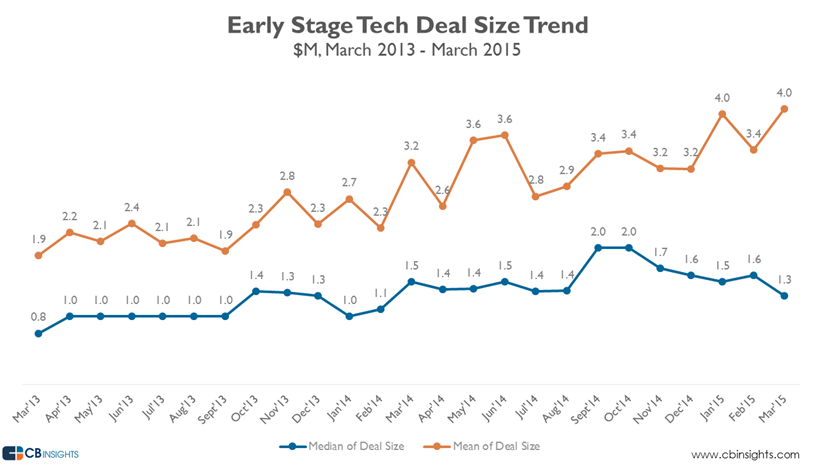 Early Stage Tech Deal Size Trend
$M, March 2013 - March 2015
4.0 4.0
3.6 3.6
3.4 3.4 3.4
3.2 3.2 3.2
2.8 2.7 2.8 2.9
2.6
2.4 2.3 2.3 2.3
2.2 2.1 2.1 2.1
1.9 1.9
2.0 2.0
1.7 1.6 1.5 1.6
1.4 1.3 1.3 1.5 1.4 1.4 1.5 1.4 1.4 1.3
1.0 1.0 1.0 1.0 1.0 1.0 1.0 1.1
0.8
Mar'13 Apr'13 May'13 Jun'13 Jul'13 Aug'13 Sept'13 Oct'13 Nov'13 Dec'13 Jan'14 Feb'14 Mar'14 Apr'14 May'14 Jun'14 Jul'14 Aug'14 Sept'14 Oct'14 Nov'14 Dec'14 Jan'15 Feb'15 Mar'15
Median of Deal Size Mean of Deal Size
CBINSIGHTS
www.cbinsights.com